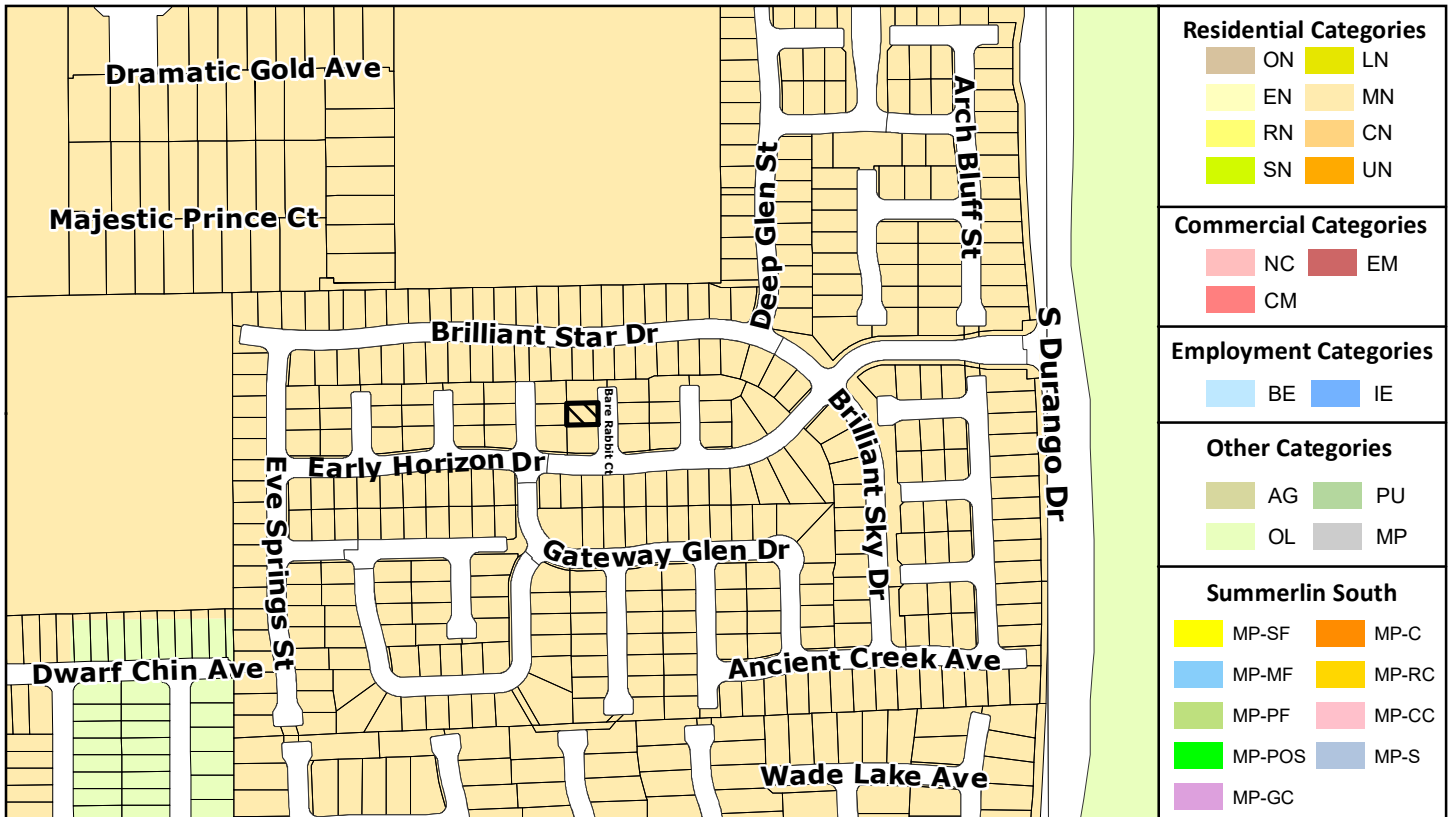 Dramatic Gold Ave
Majestic Prince Ct
Deep Glen St
Arch Bluff St
Brilliant Star Dr
S Durango Dr
Bare Rabbit Ct
Brilliant Sky Dr
Early Horizon Dr
Eve Springs St
Gateway Glen Dr
Dwarf Chin Ave
Ancient Creek Ave
Wade Lake Ave
Residential Categories
ON LN
EN MN
RN CN
SN UN
Commercial Categories
NC EM
CM
Employment Categories
BE IE
Other Categories
AG PU
OL MP
Summerlin South
MP-SF MP-C
MP-MF MP-RC
MP-PF MP-CC
MP-POS MP-S
MP-GC